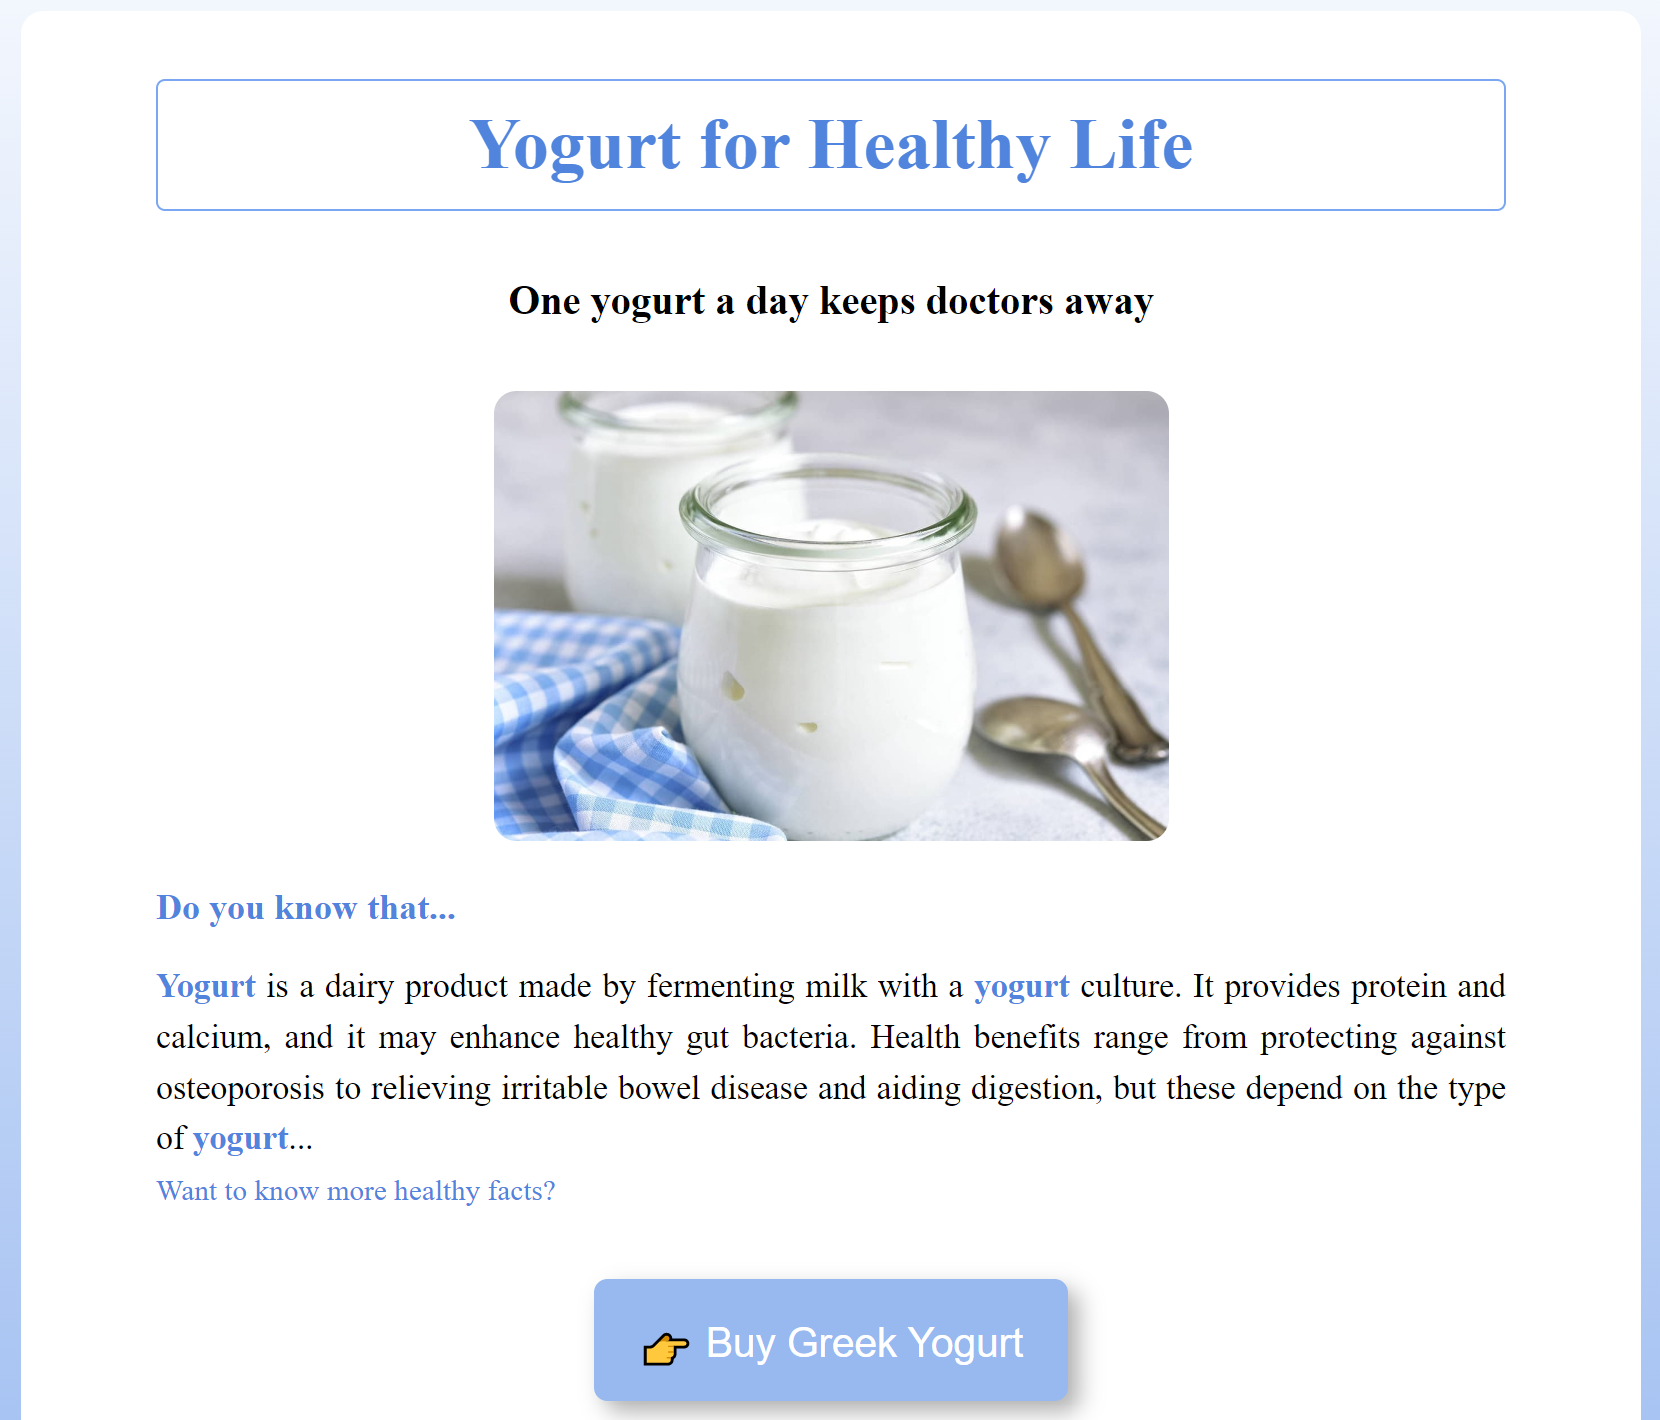 Yogurt for Healthy Life
One yogurt a day keeps doctors away
Do you know that...
Yogurt is a dairy product made by fermenting milk with a yogurt culture. It provides protein and
calcium, and it may enhance healthy gut bacteria. Health benefits range from protecting against
osteoporosis to relieving irritable bowel disease and aiding digestion, but these depend on the type
of yogurt...
Want to know more healthy facts?
👉 Buy Greek Yogurt